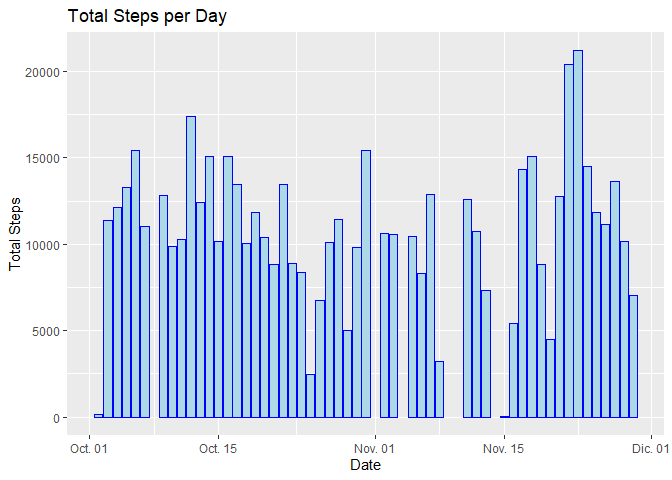 Total Steps per Day
Total Steps
20000
15000
10000
5000
0
Oct. 01 Oct. 15 Nov. 01 Nov. 15 Dic. 01
Date